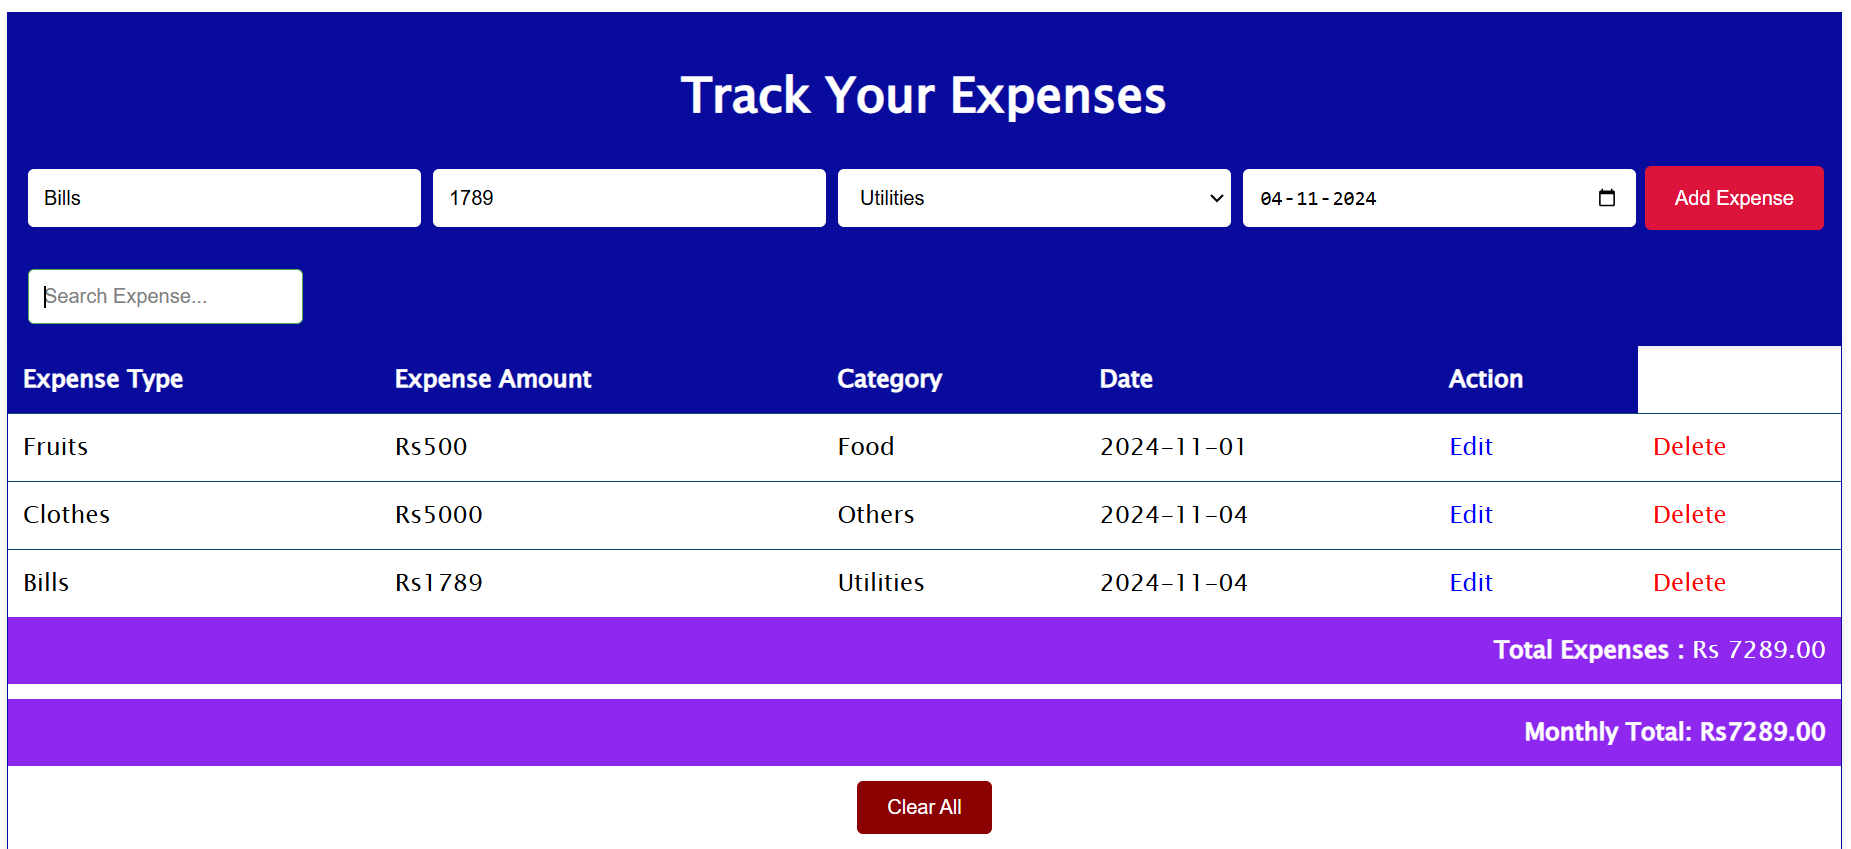 Track Your Expenses
Bills 1789 Utilities 04-11-2024 Add Expense
Search Expense...
Expense Type Expense Amount Category Date Action
Fruits Rs500 Food 2024-11-01 Edit Delete
Clothes Rs5000 Others 2024-11-04 Edit Delete
Bills Rs1789 Utilities 2024-11-04 Edit Delete
Total Expenses : Rs 7289.00
Monthly Total: Rs7289.00
Clear All